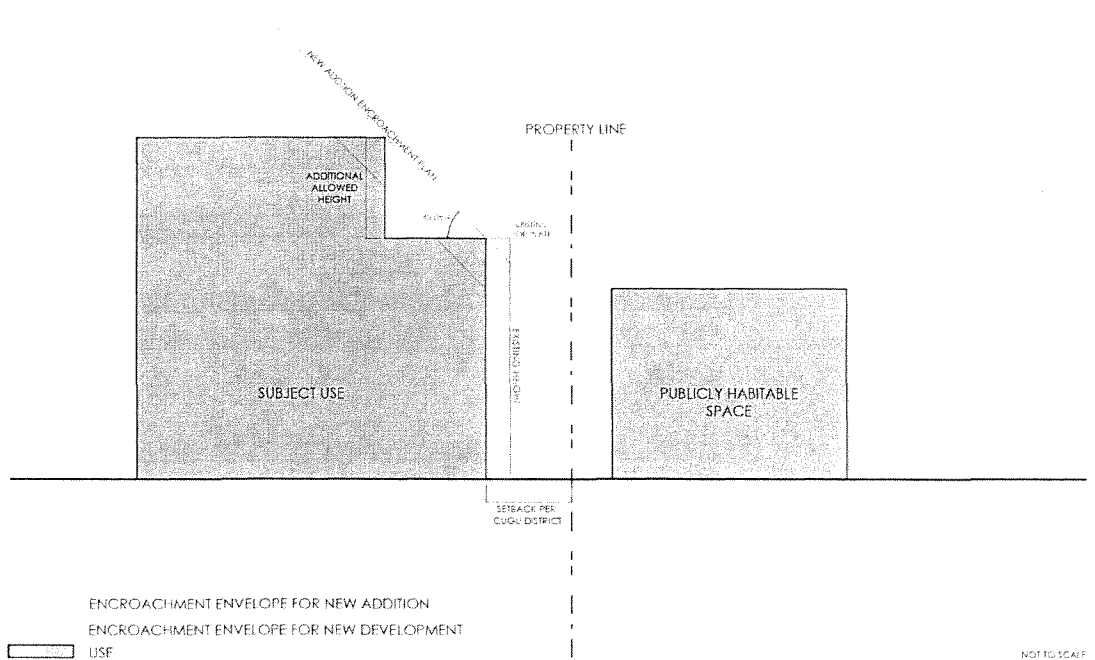 NEW ADDITION ENCROACHMENT PLAN
PROPERTY LINE
ADDITIONAL
ALLOWED
HEIGHT
EXISTING
EXISTING HEIGHT
SUBJECT USE
PUBLICLY HABITABLE
SPACE
SETBACK PER
CUGU DISTRICT
ENCROACHMENT ENVELOPE FOR NEW ADDITION
ENCROACHMENT ENVELOPE FOR NEW DEVELOPMENT
USE
NOT TO SCALE